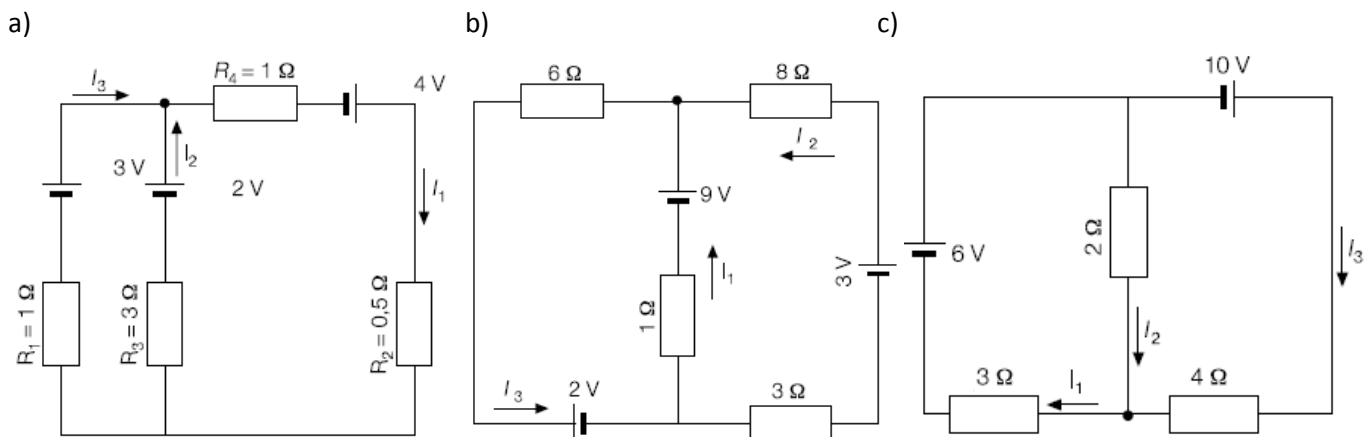 a)
I₃
R₄ = 1 Ω
4 V
3 V
I₂
2 V
I₁
R₁ = 1 Ω
R₃ = 3 Ω
R₂ = 0,5 Ω
b)
6 Ω
8 Ω
I₂
9 V
3 V
I₁
1 Ω
I₃
2 V
3 Ω
c)
10 V
6 V
2 Ω
I₃
I₂
3 Ω
I₁
4 Ω